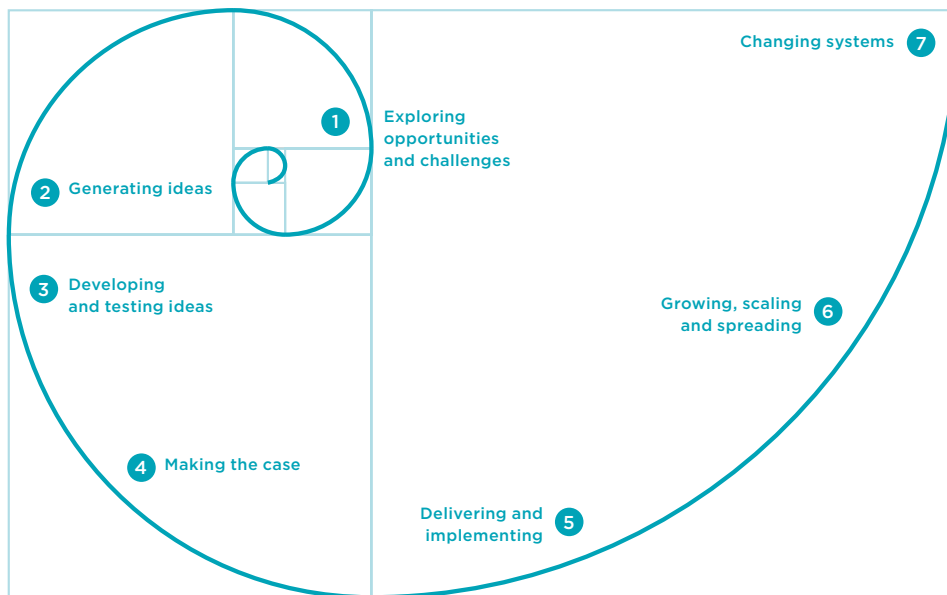 1
Exploring
opportunities
and challenges
2
Generating ideas
3
Developing
and testing ideas
4
Making the case
Delivering and
implementing
5
Growing, scaling
and spreading
6
Changing systems
7